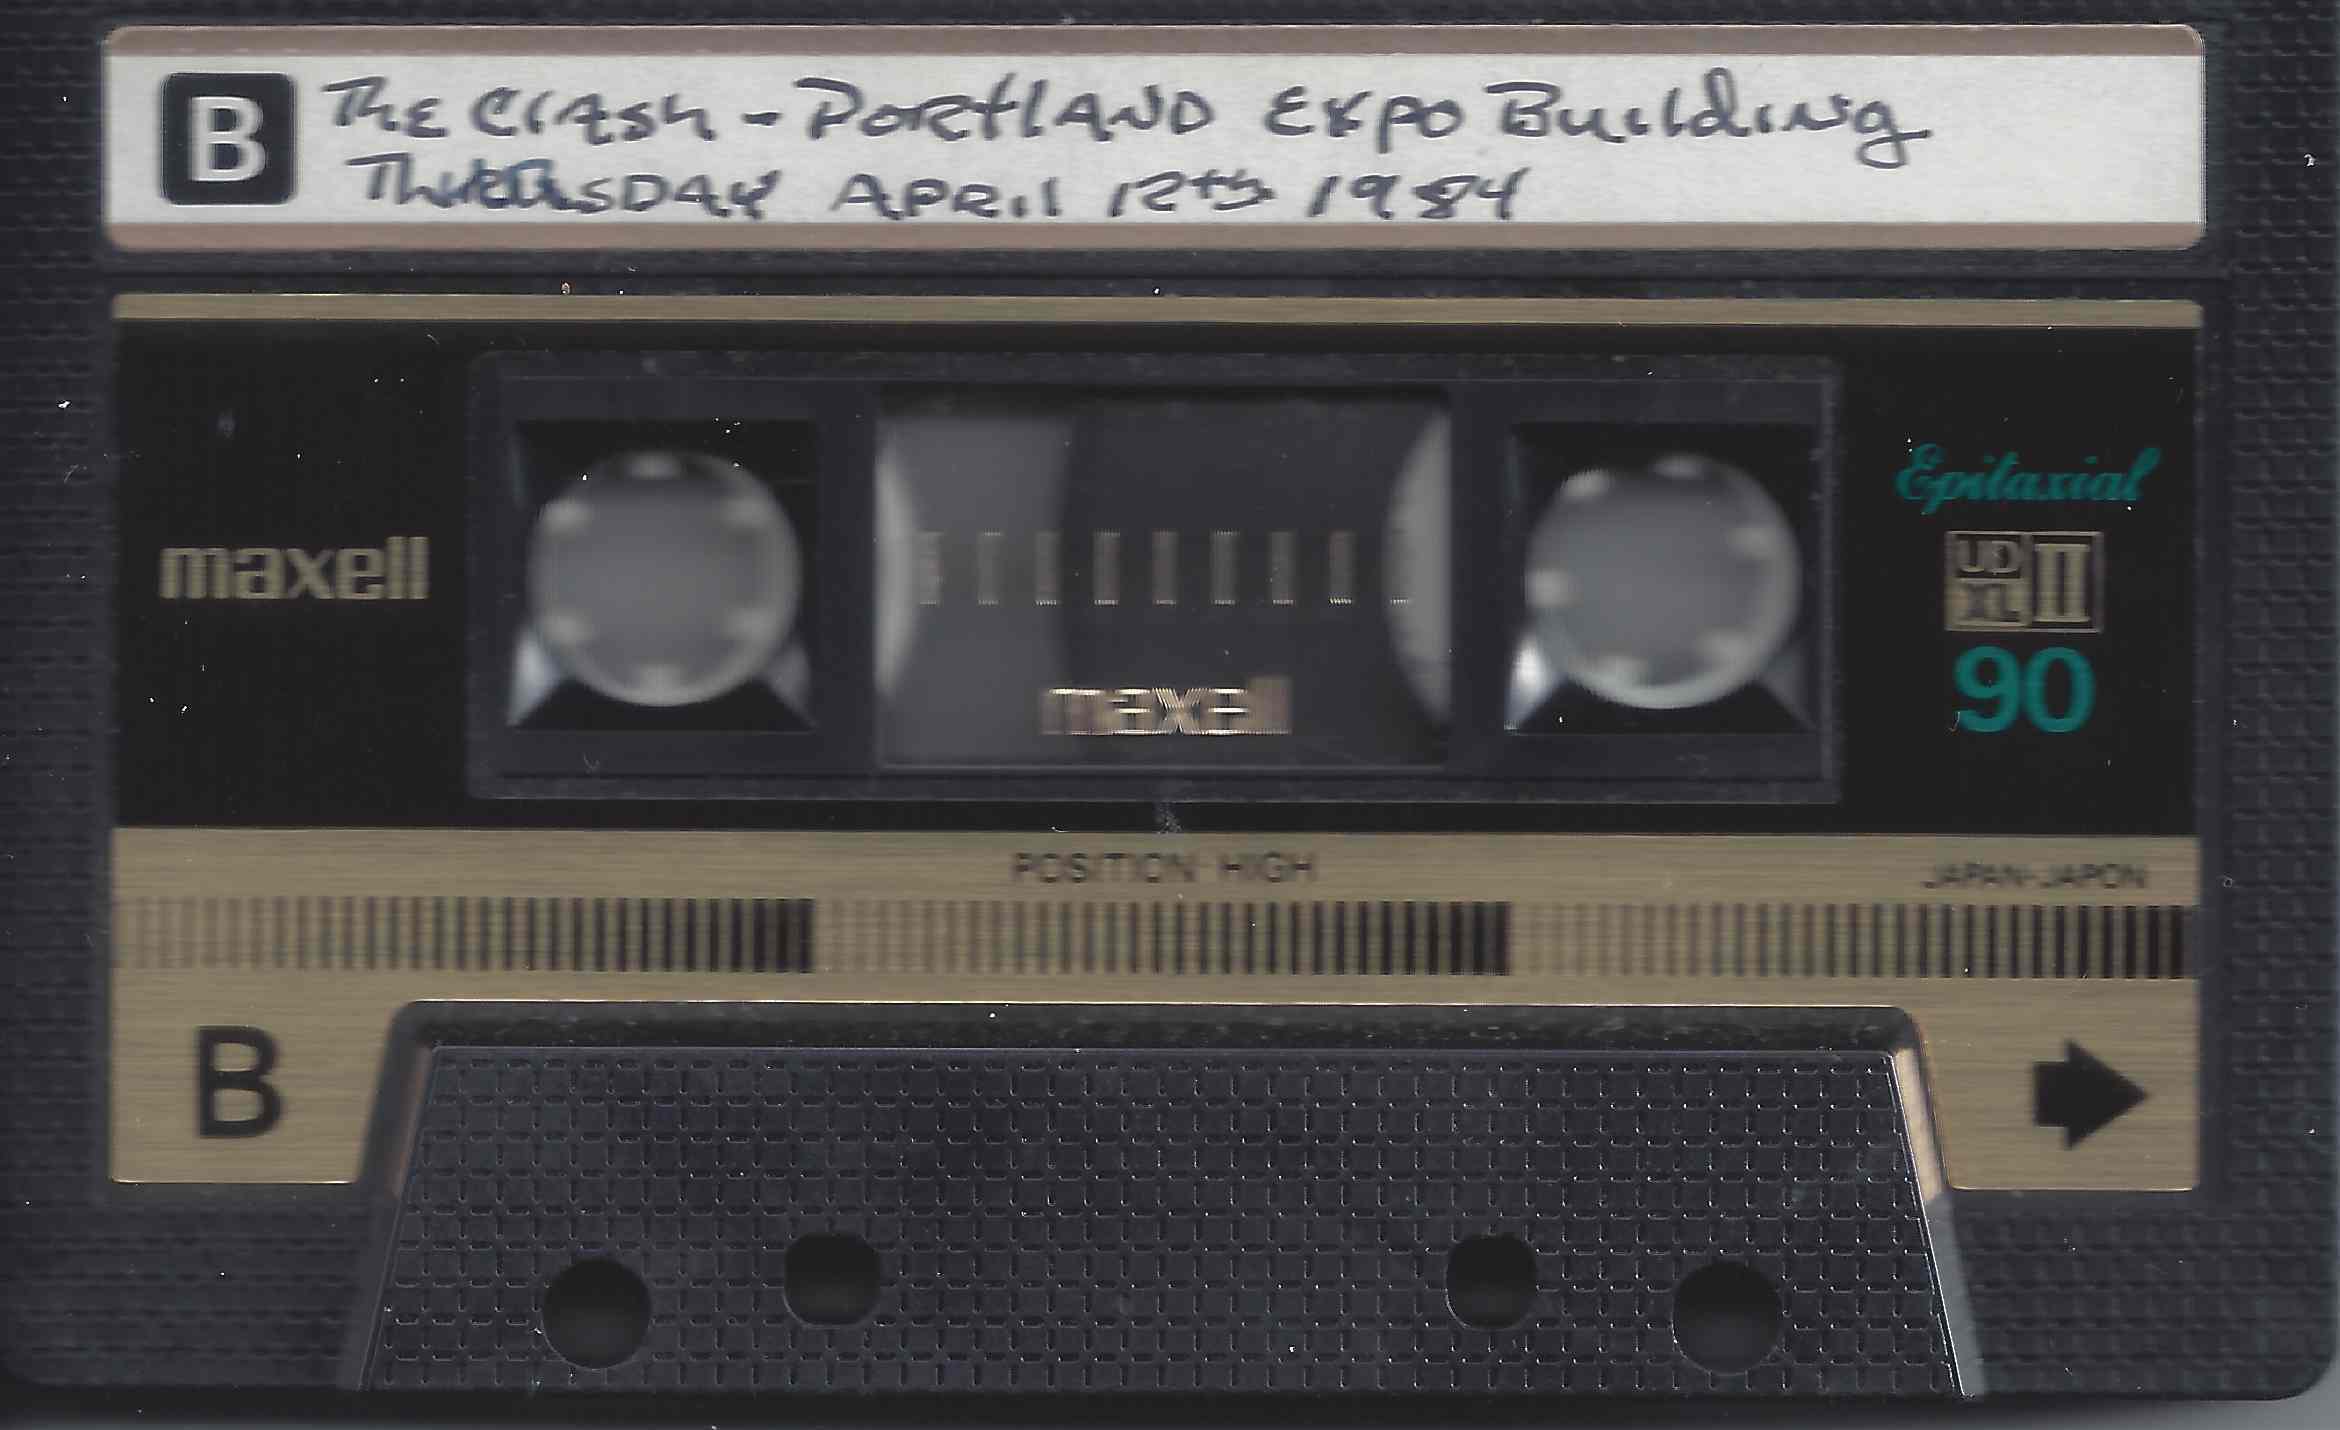 B The Clash - Portland Expo Building
Thursday April 12th 1984
maxell
Epitaxial
UD
XL II
90
maxell
POSITION HIGH
JAPAN-JAPON
B